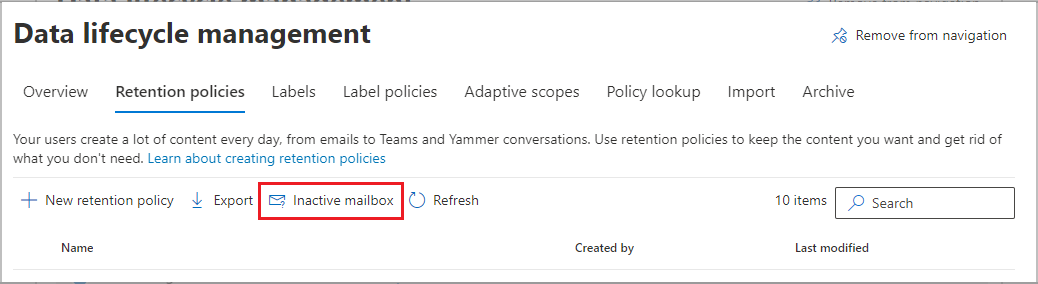 Data lifecycle management
Remove from navigation
Overview Retention policies Labels Label policies Adaptive scopes Policy lookup Import Archive
Your users create a lot of content every day, from emails to Teams and Yammer conversations. Use retention policies to keep the content you want and get rid of
what you don't need. Learn about creating retention policies
New retention policy Export Inactive mailbox Refresh 10 items Search
Name Created by Last modified